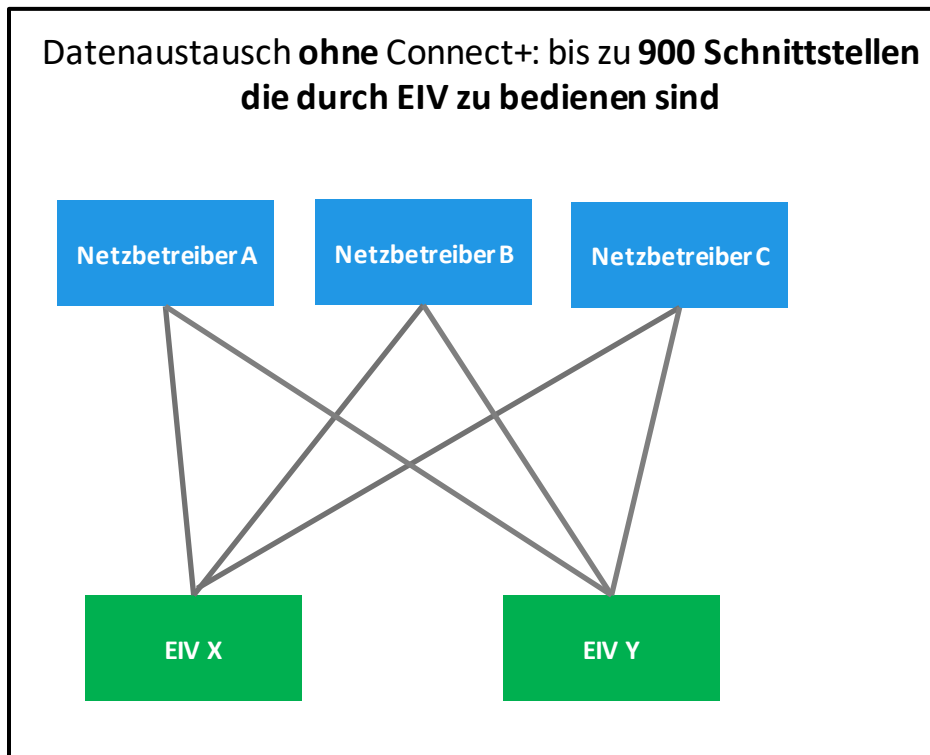 Datenaustausch ohne Connect+: bis zu 900 Schnittstellen
die durch EIV zu bedienen sind
Netzbetreiber A
Netzbetreiber B
Netzbetreiber C
EIV X
EIV Y